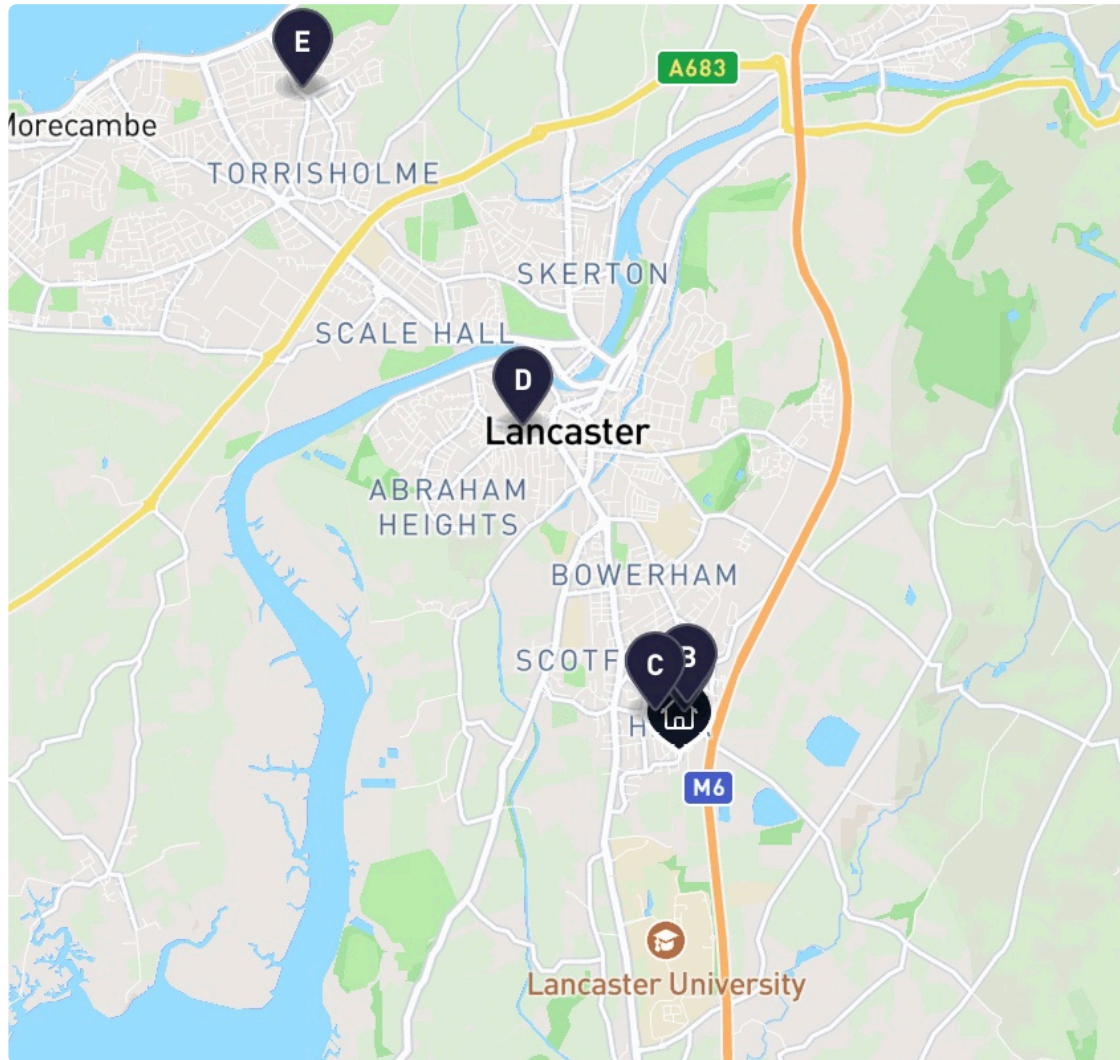 E
A683
Morecambe
TORRISHOLME
SKERTON
SCALE HALL
D
Lancaster
ABRAHAM
HEIGHTS
BOWERHAM
C
B
M6
Lancaster University